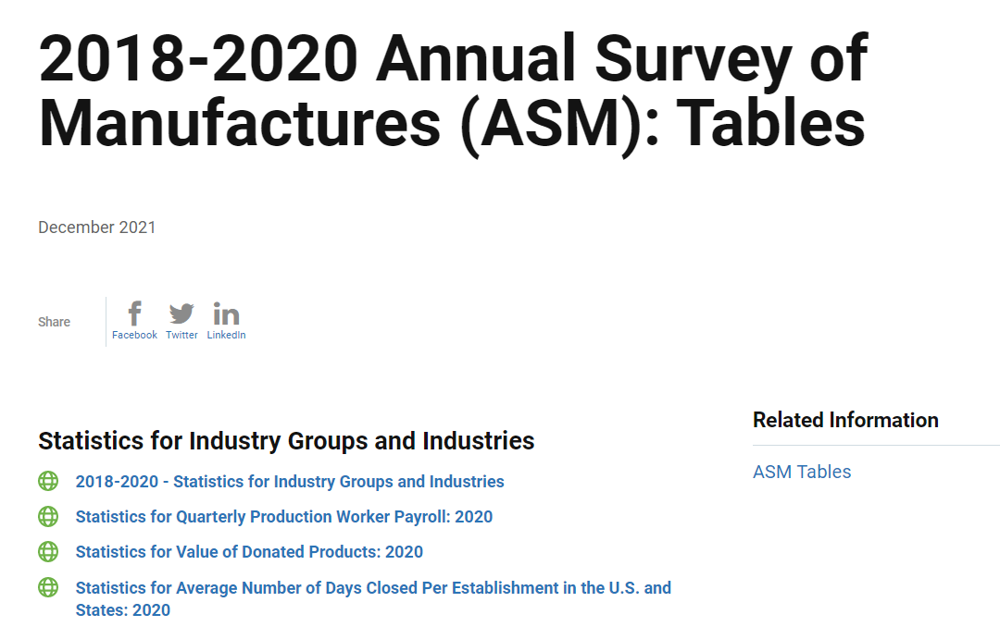 2018-2020 Annual Survey of
Manufactures (ASM): Tables
December 2021
Share
Facebook Twitter LinkedIn
Related Information
Statistics for Industry Groups and Industries
ASM Tables
2018-2020 - Statistics for Industry Groups and Industries
Statistics for Quarterly Production Worker Payroll: 2020
Statistics for Value of Donated Products: 2020
Statistics for Average Number of Days Closed Per Establishment in the U.S. and
States: 2020